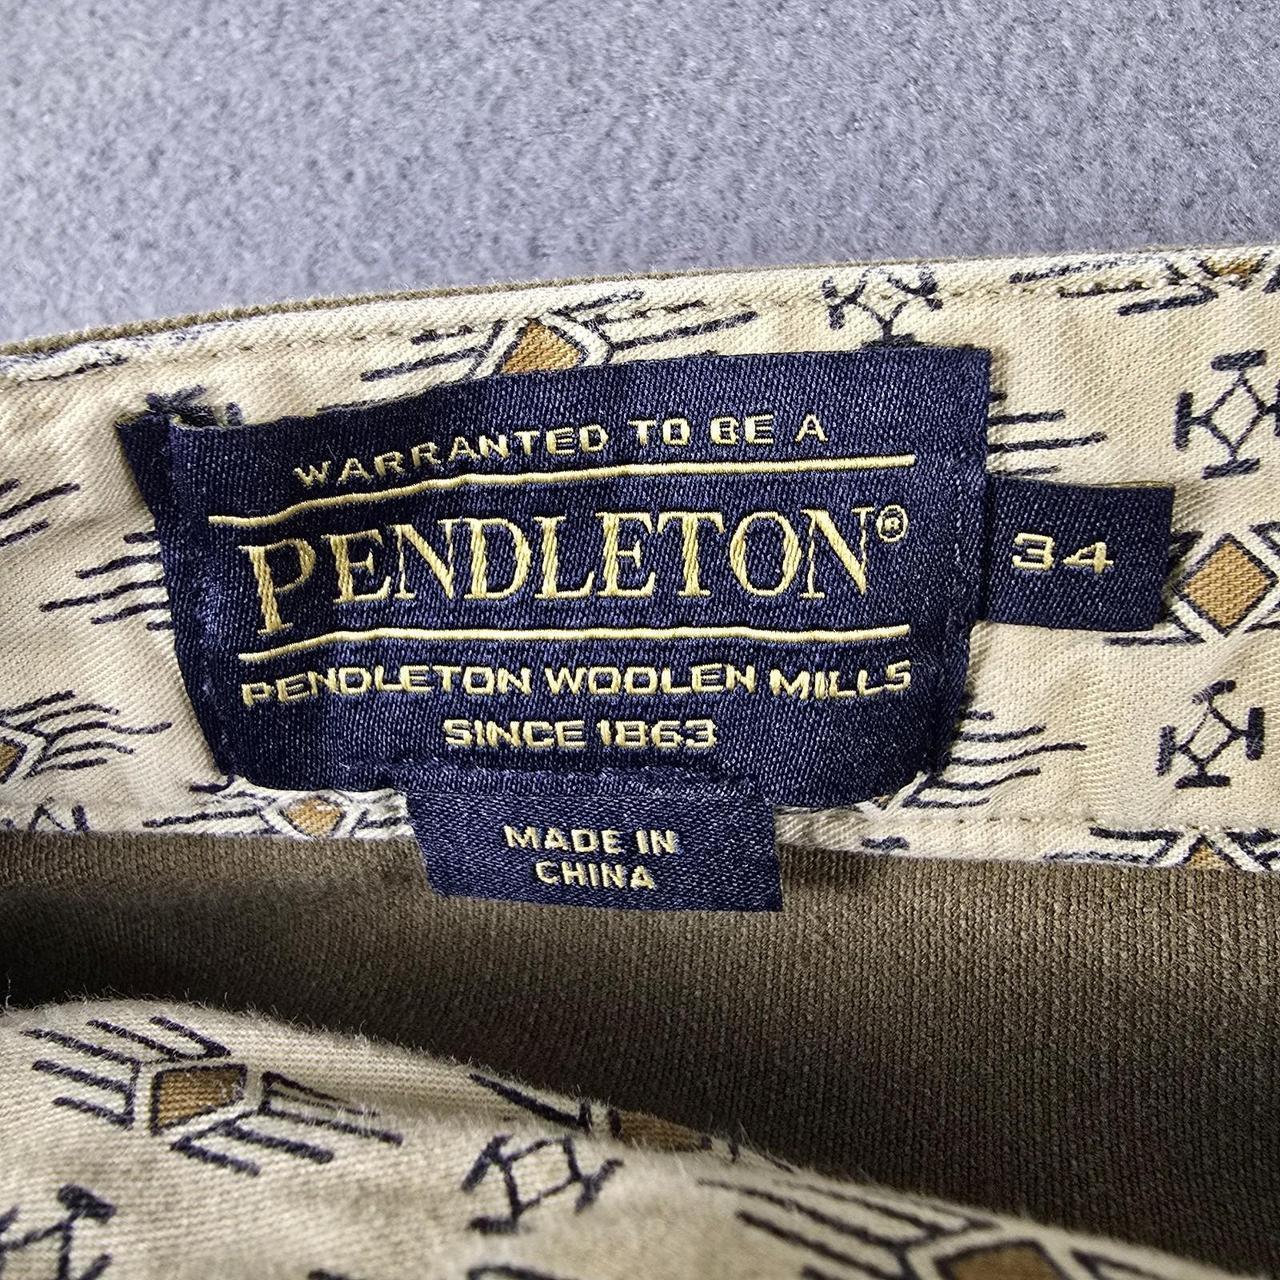 WARRANTED TO BE A
PENDLETON®
34
PENDLETON WOOLEN MILLS
SINCE 1863
MADE IN
CHINA